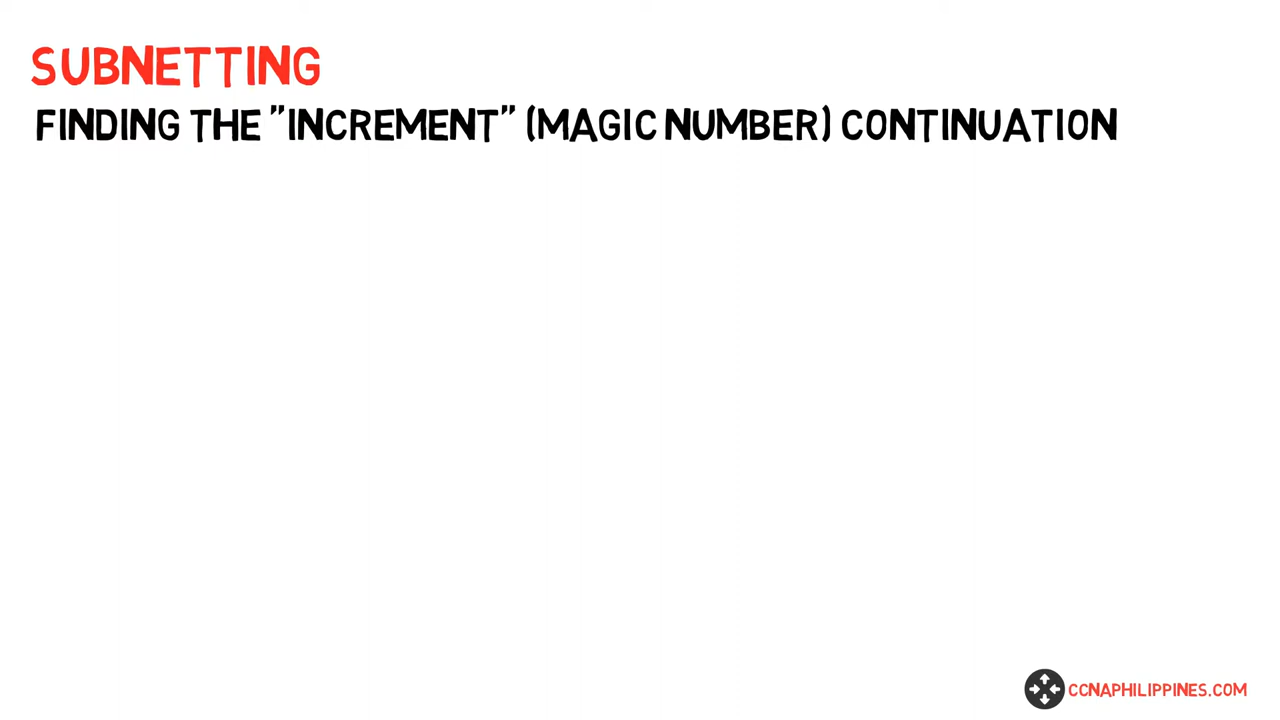 SUBNETTING
FINDING THE "INCREMENT" (MAGIC NUMBER) CONTINUATION
CCNAPHILIPPINES.COM